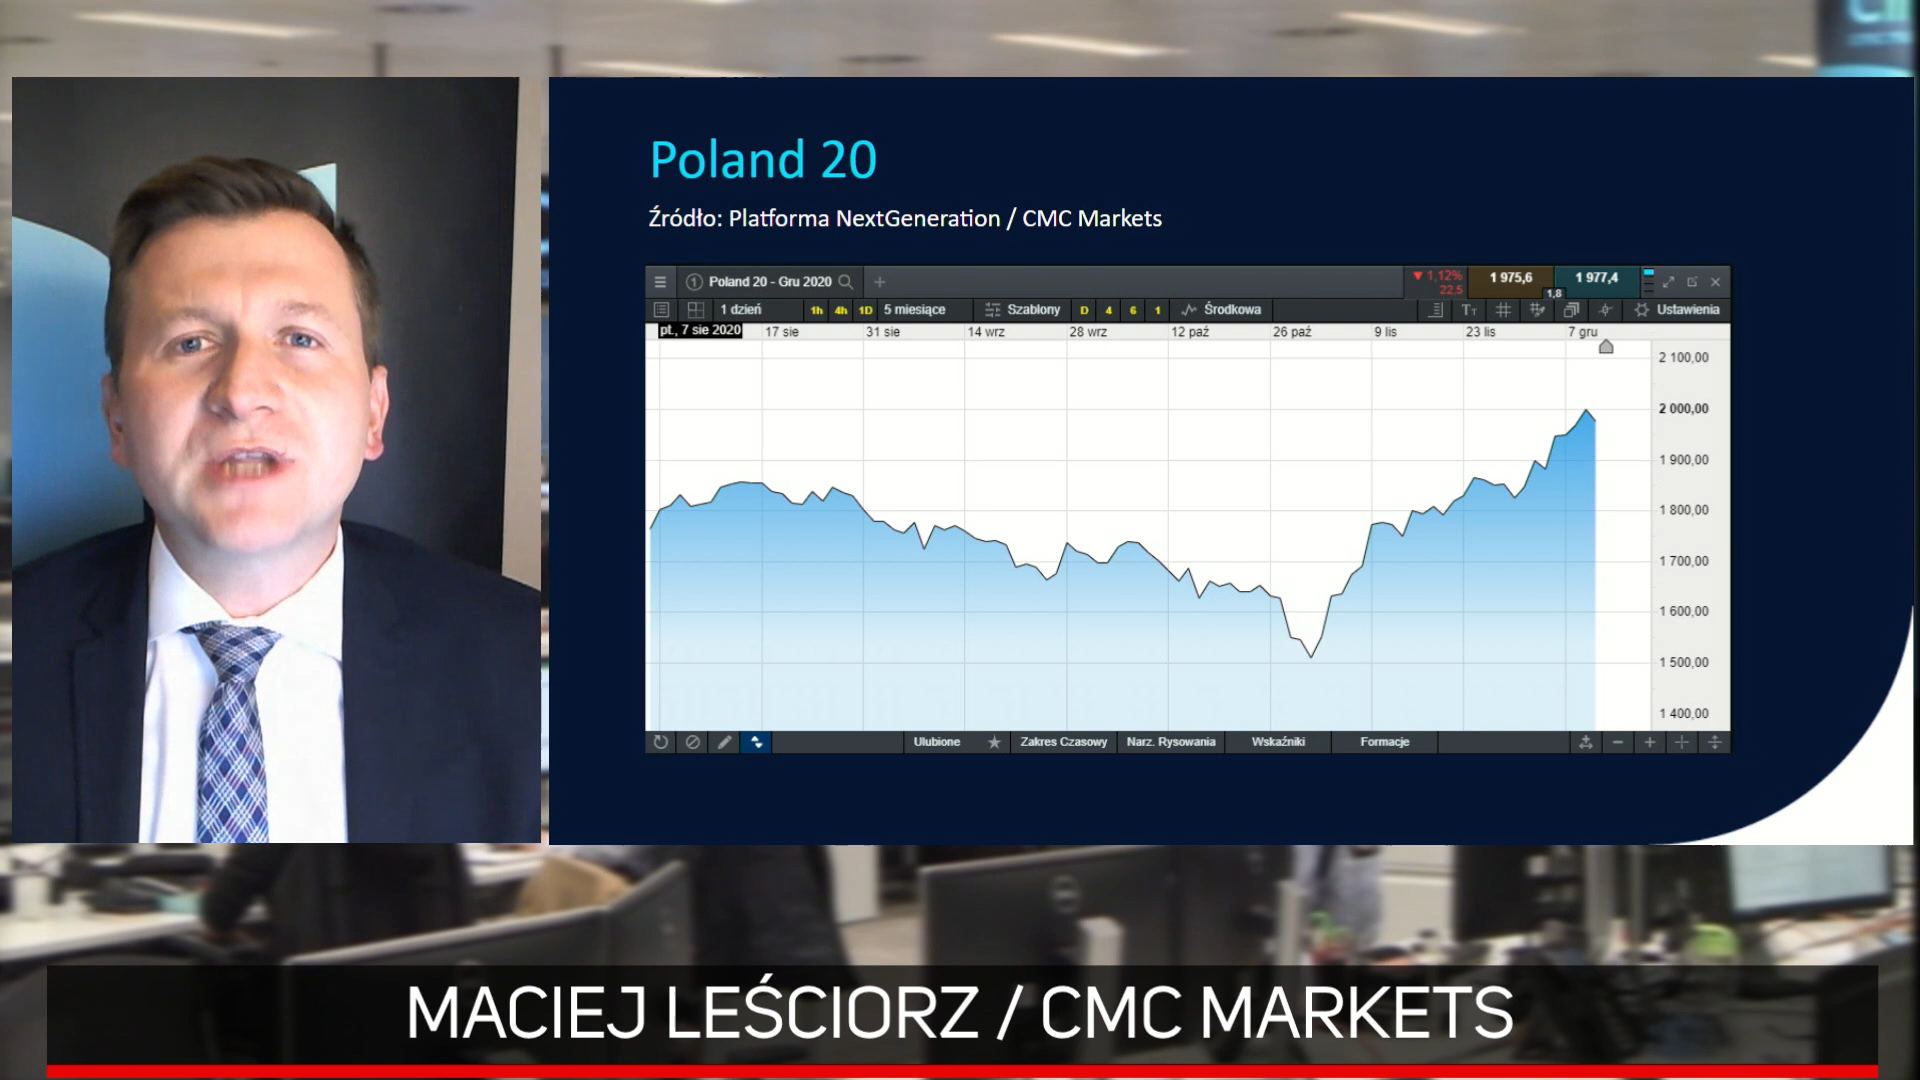 Poland 20
Źródło: Platforma NextGeneration / CMC Markets
1 Poland 20 - Gru 2020
1,12%
22.5
1 975,6
1,8
1 977,4
1 dzień
1h 4h 1D 5 miesiące
Szablony
D 4 6 1
Środkowa
Ustawienia
pt., 7 sie 2020 17 sie 31 sie 14 wrz 28 wrz 12 paź 26 paź 9 lis 23 lis 7 gru
2 100,00
2 000,00
1 900,00
1 800,00
1 700,00
1 600,00
1 500,00
1 400,00
Ulubione Zakres Czasowy Narz. Rysowania Wskaźniki Formacje
MACIEJ LEŚCIORZ / CMC MARKETS